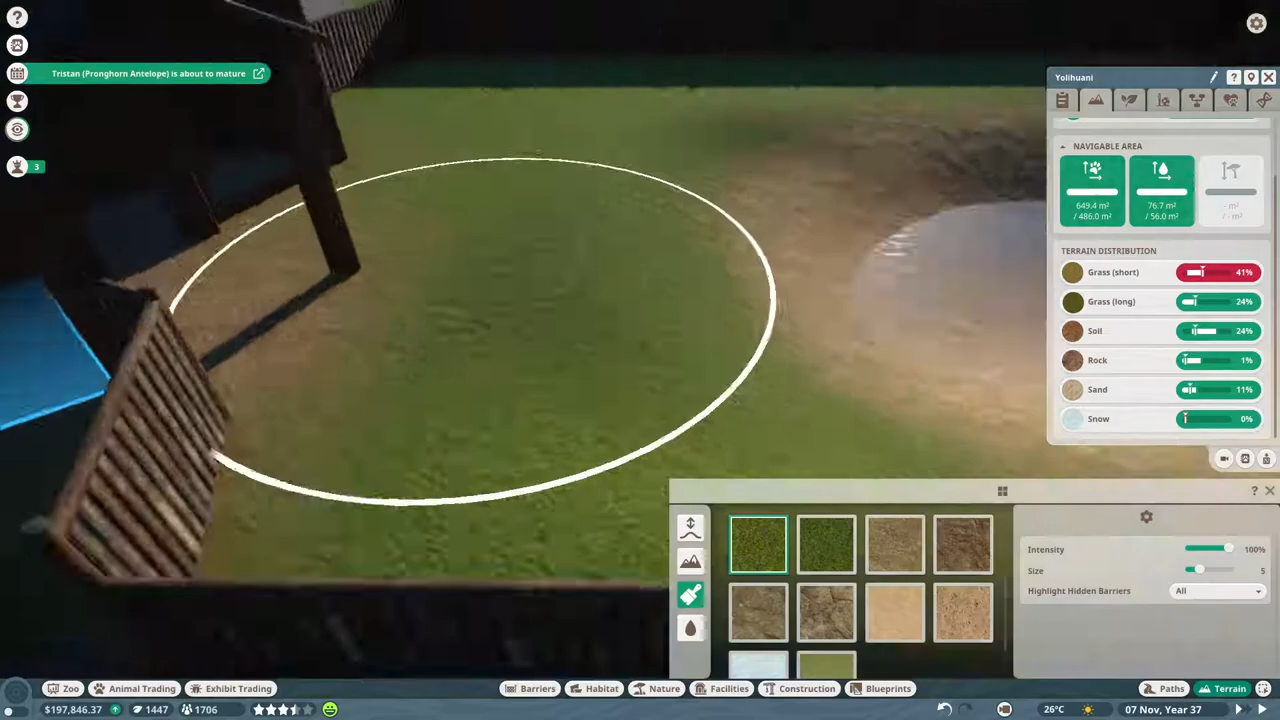 ?
Tristan (Pronghorn Antelope) is about to mature
3
Yolihuani
?
NAVIGABLE AREA
649.4 m²
/ 486.0 m²
76.7 m²
/ 56.0 m²
- m²
/ - m²
TERRAIN DISTRIBUTION
Grass (short) 41%
Grass (long) 24%
Soil 24%
Rock 1%
Sand 11%
Snow 0%
?
Intensity 100%
Size 5
Highlight Hidden Barriers All
Zoo Animal Trading Exhibit Trading Barriers Habitat Nature Facilities Construction Blueprints Paths Terrain
$197,846.37 1447 1706 26°C 07 Nov, Year 37